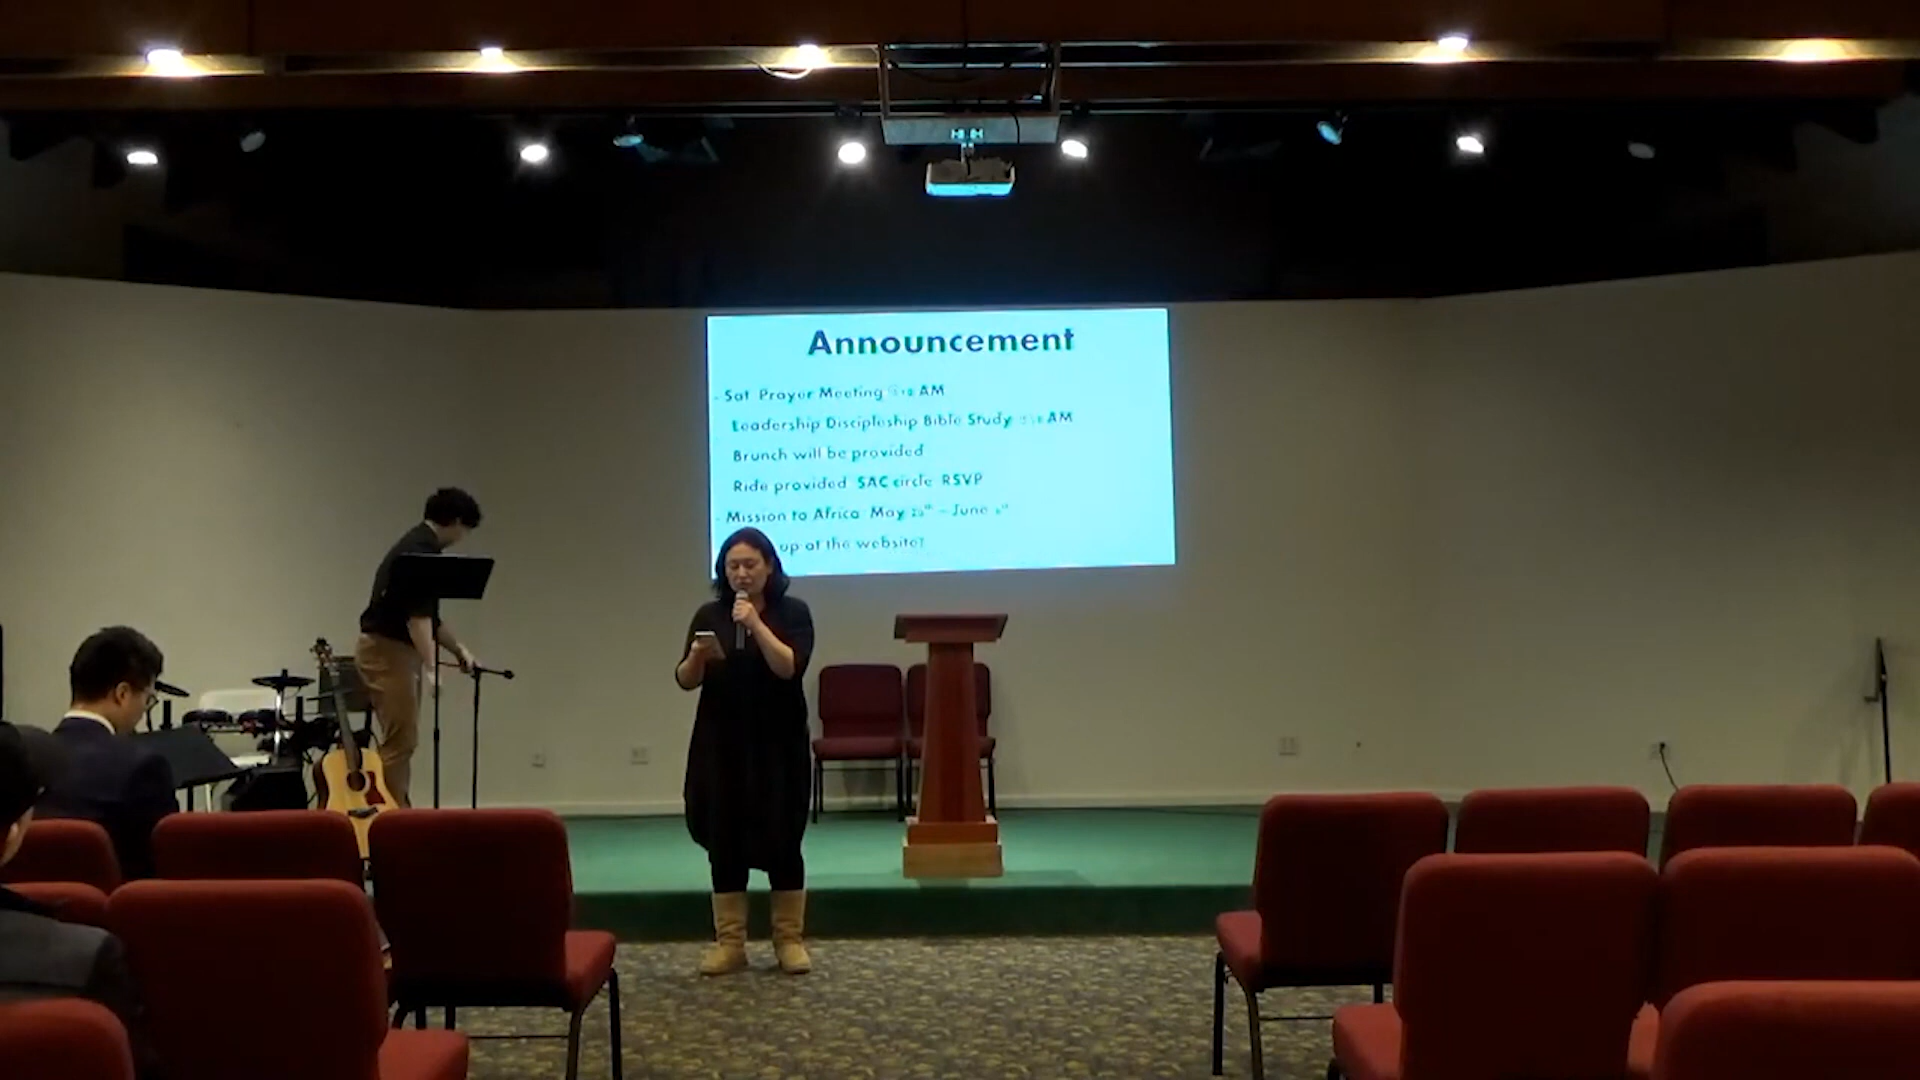 Announcement
- Sat Prayer Meeting AM
Leadership Discipleship Bible Study AM
Brunch will be provided
Ride provided SAC circle RSVP
- Mission to Africa May – June
up at the website!